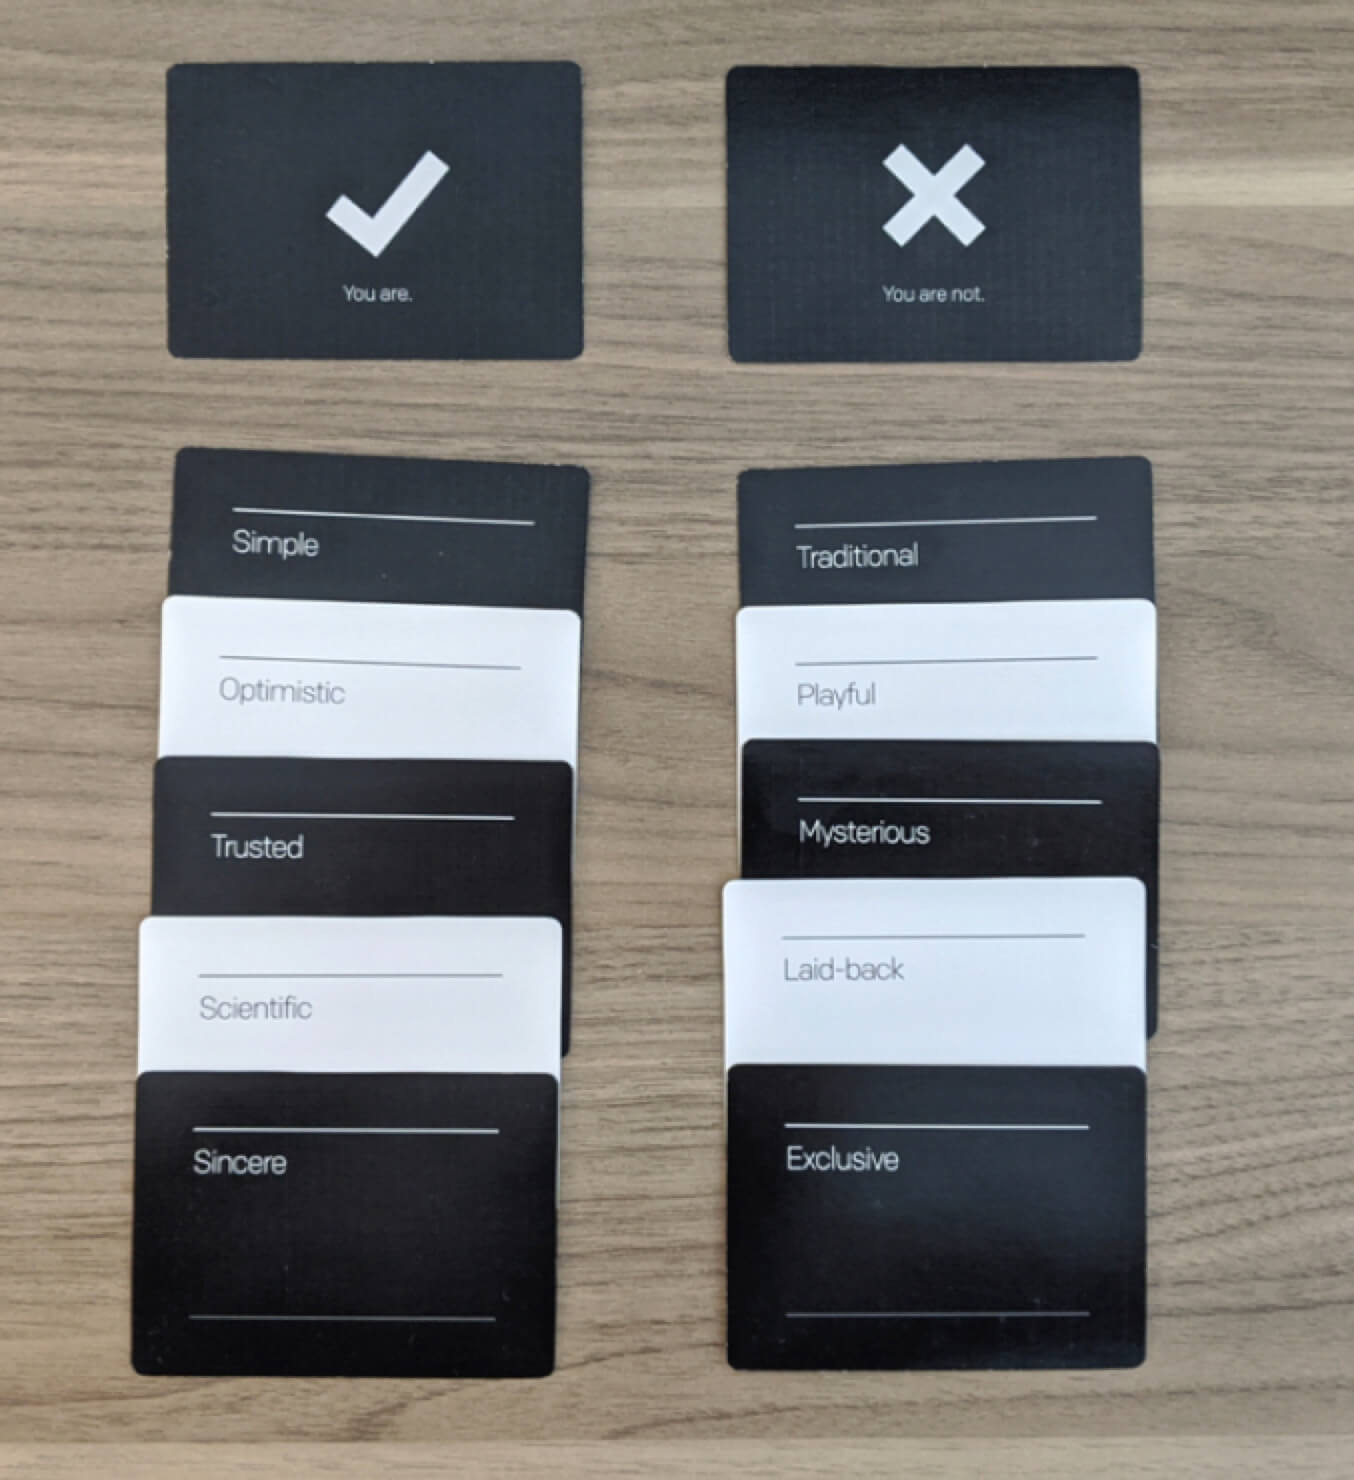 You are.
You are not.
Simple
Optimistic
Trusted
Scientific
Sincere
Traditional
Playful
Mysterious
Laid-back
Exclusive